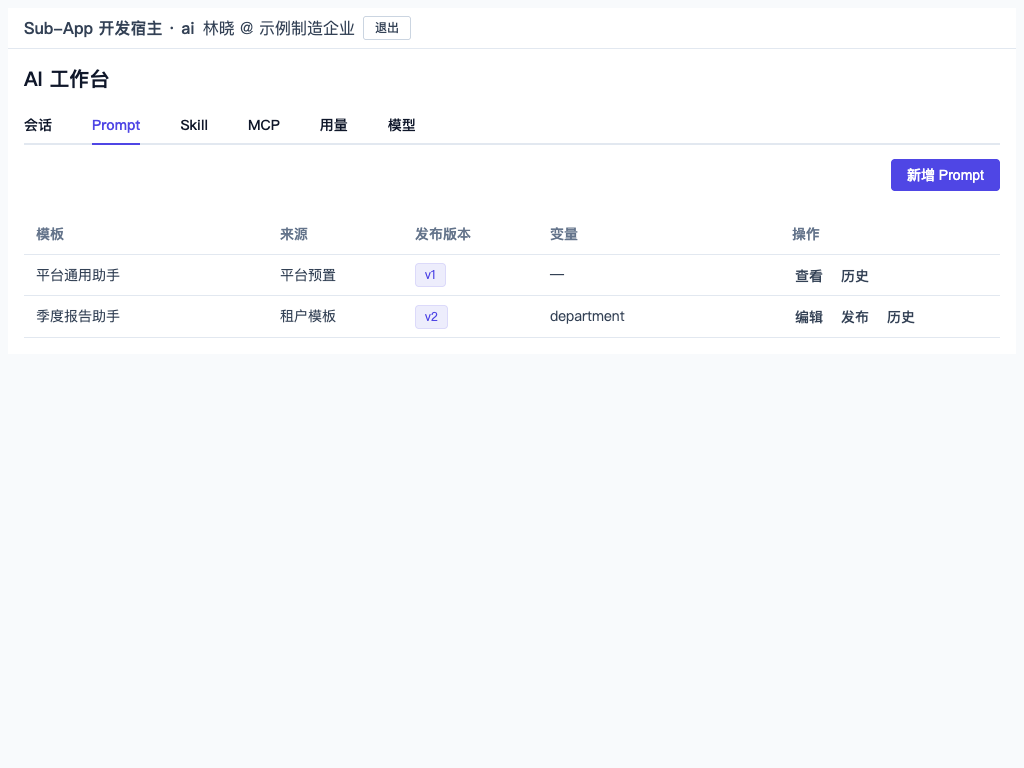 Sub-App 开发宿主 · ai 林晓 @ 示例制造企业 退出
AI 工作台
会话 Prompt Skill MCP 用量 模型
新增 Prompt
模板 来源 发布版本 变量 操作
平台通用助手 平台预置 v1 — 查看 历史
季度报告助手 租户模板 v2 department 编辑 发布 历史